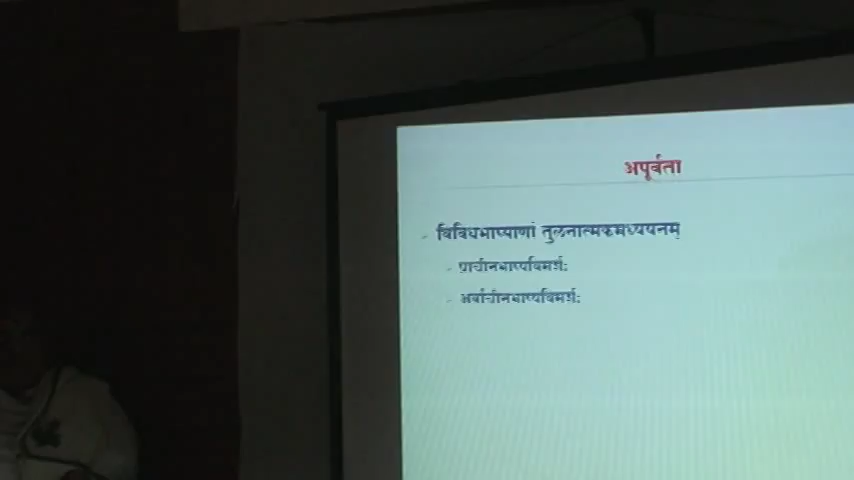 अपूर्वता
- विविधभाष्याणां तुलनात्मकमध्ययनम्
- प्राचीनभाष्यविमर्शः
- अर्वाचीनभाष्यविमर्शः